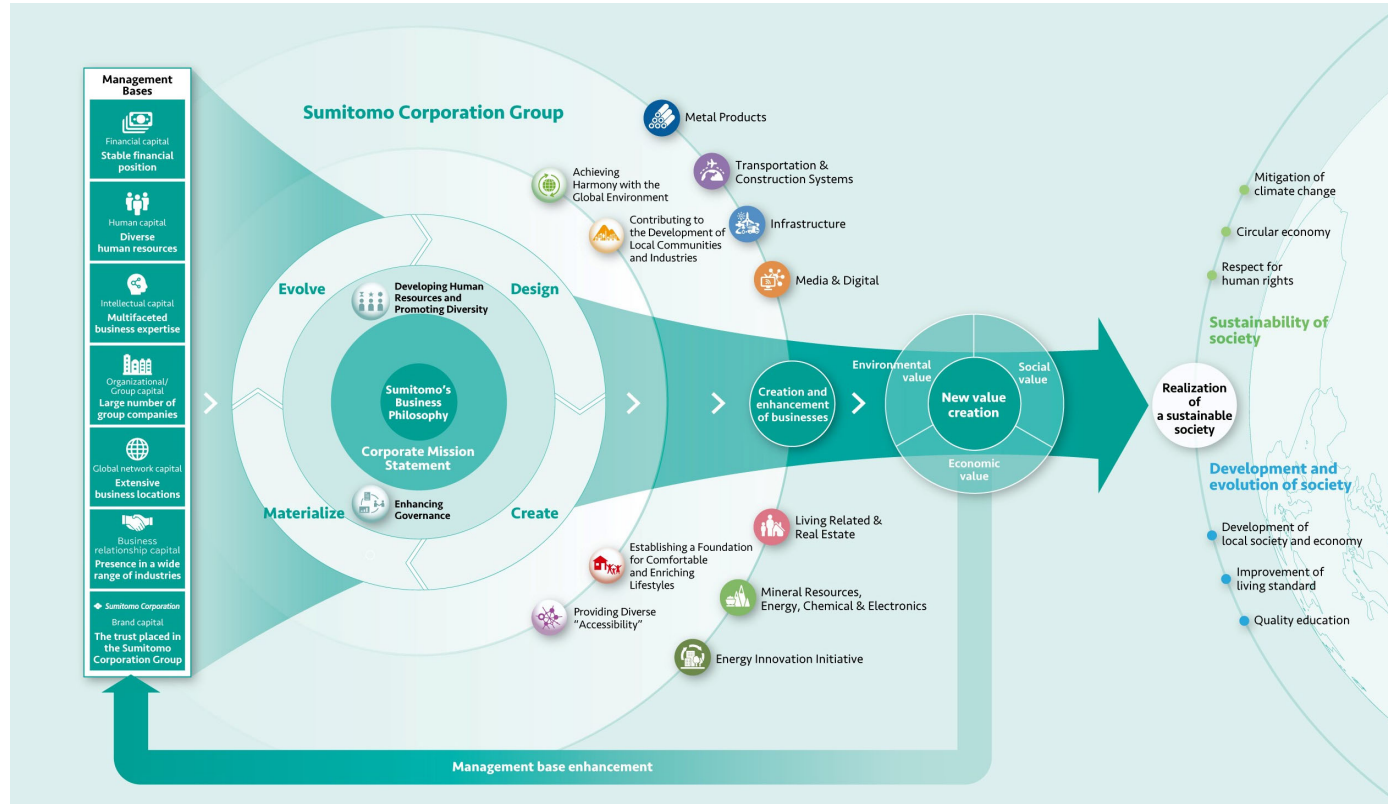 Management
Bases
Financial capital
Stable financial
position
Human capital
Diverse
human resources
Intellectual capital
Multifaceted
business expertise
Organizational/
Group capital
Large number of
group companies
Global network capital
Extensive
business locations
Business
relationship capital
Presence in a wide
range of industries
Sumitomo Corporation
Brand capital
The trust placed in
the Sumitomo
Corporation Group
Sumitomo Corporation Group
Evolve
Design
Materialize
Create
Developing Human
Resources and
Promoting Diversity
Sumitomo's
Business
Philosophy
Corporate Mission
Statement
Enhancing
Governance
Achieving
Harmony with the
Global Environment
Contributing to
the Development of
Local Communities
and Industries
Establishing a Foundation
for Comfortable
and Enriching
Lifestyles
Providing Diverse
"Accessibility"
Metal Products
Transportation &
Construction Systems
Infrastructure
Media & Digital
Creation and
enhancement
of businesses
Living Related &
Real Estate
Mineral Resources,
Energy, Chemical & Electronics
Energy Innovation Initiative
Environmental
value
Social
value
New value
creation
Economic
value
Realization
of
a sustainable
society
Mitigation of
climate change
Circular economy
Respect for
human rights
Sustainability of
society
Development and
evolution of society
Development of
local society and economy
Improvement of
living standard
Quality education
Management base enhancement